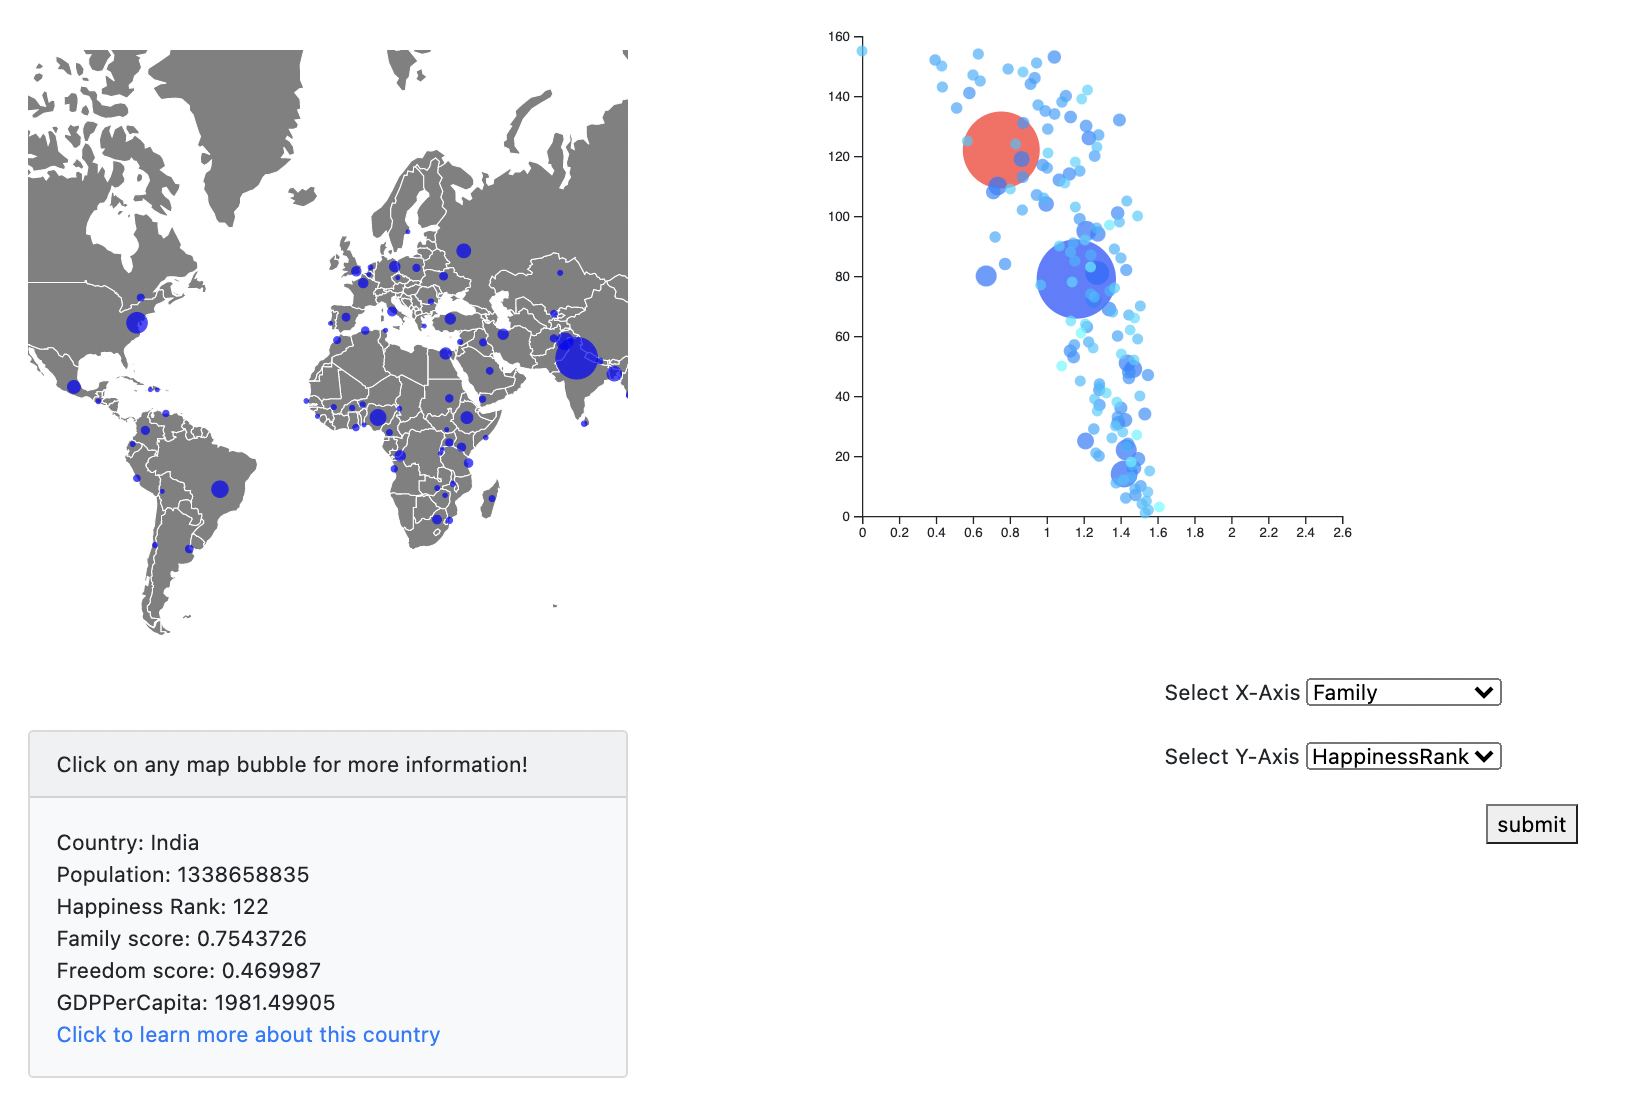 160
140
120
100
80
60
40
20
0
0 0.2 0.4 0.6 0.8 1 1.2 1.4 1.6 1.8 2 2.2 2.4 2.6
Select X-Axis Family
Select Y-Axis HappinessRank
submit
Click on any map bubble for more information!
Country: India
Population: 1338658835
Happiness Rank: 122
Family score: 0.7543726
Freedom score: 0.469987
GDPPerCapita: 1981.49905
Click to learn more about this country